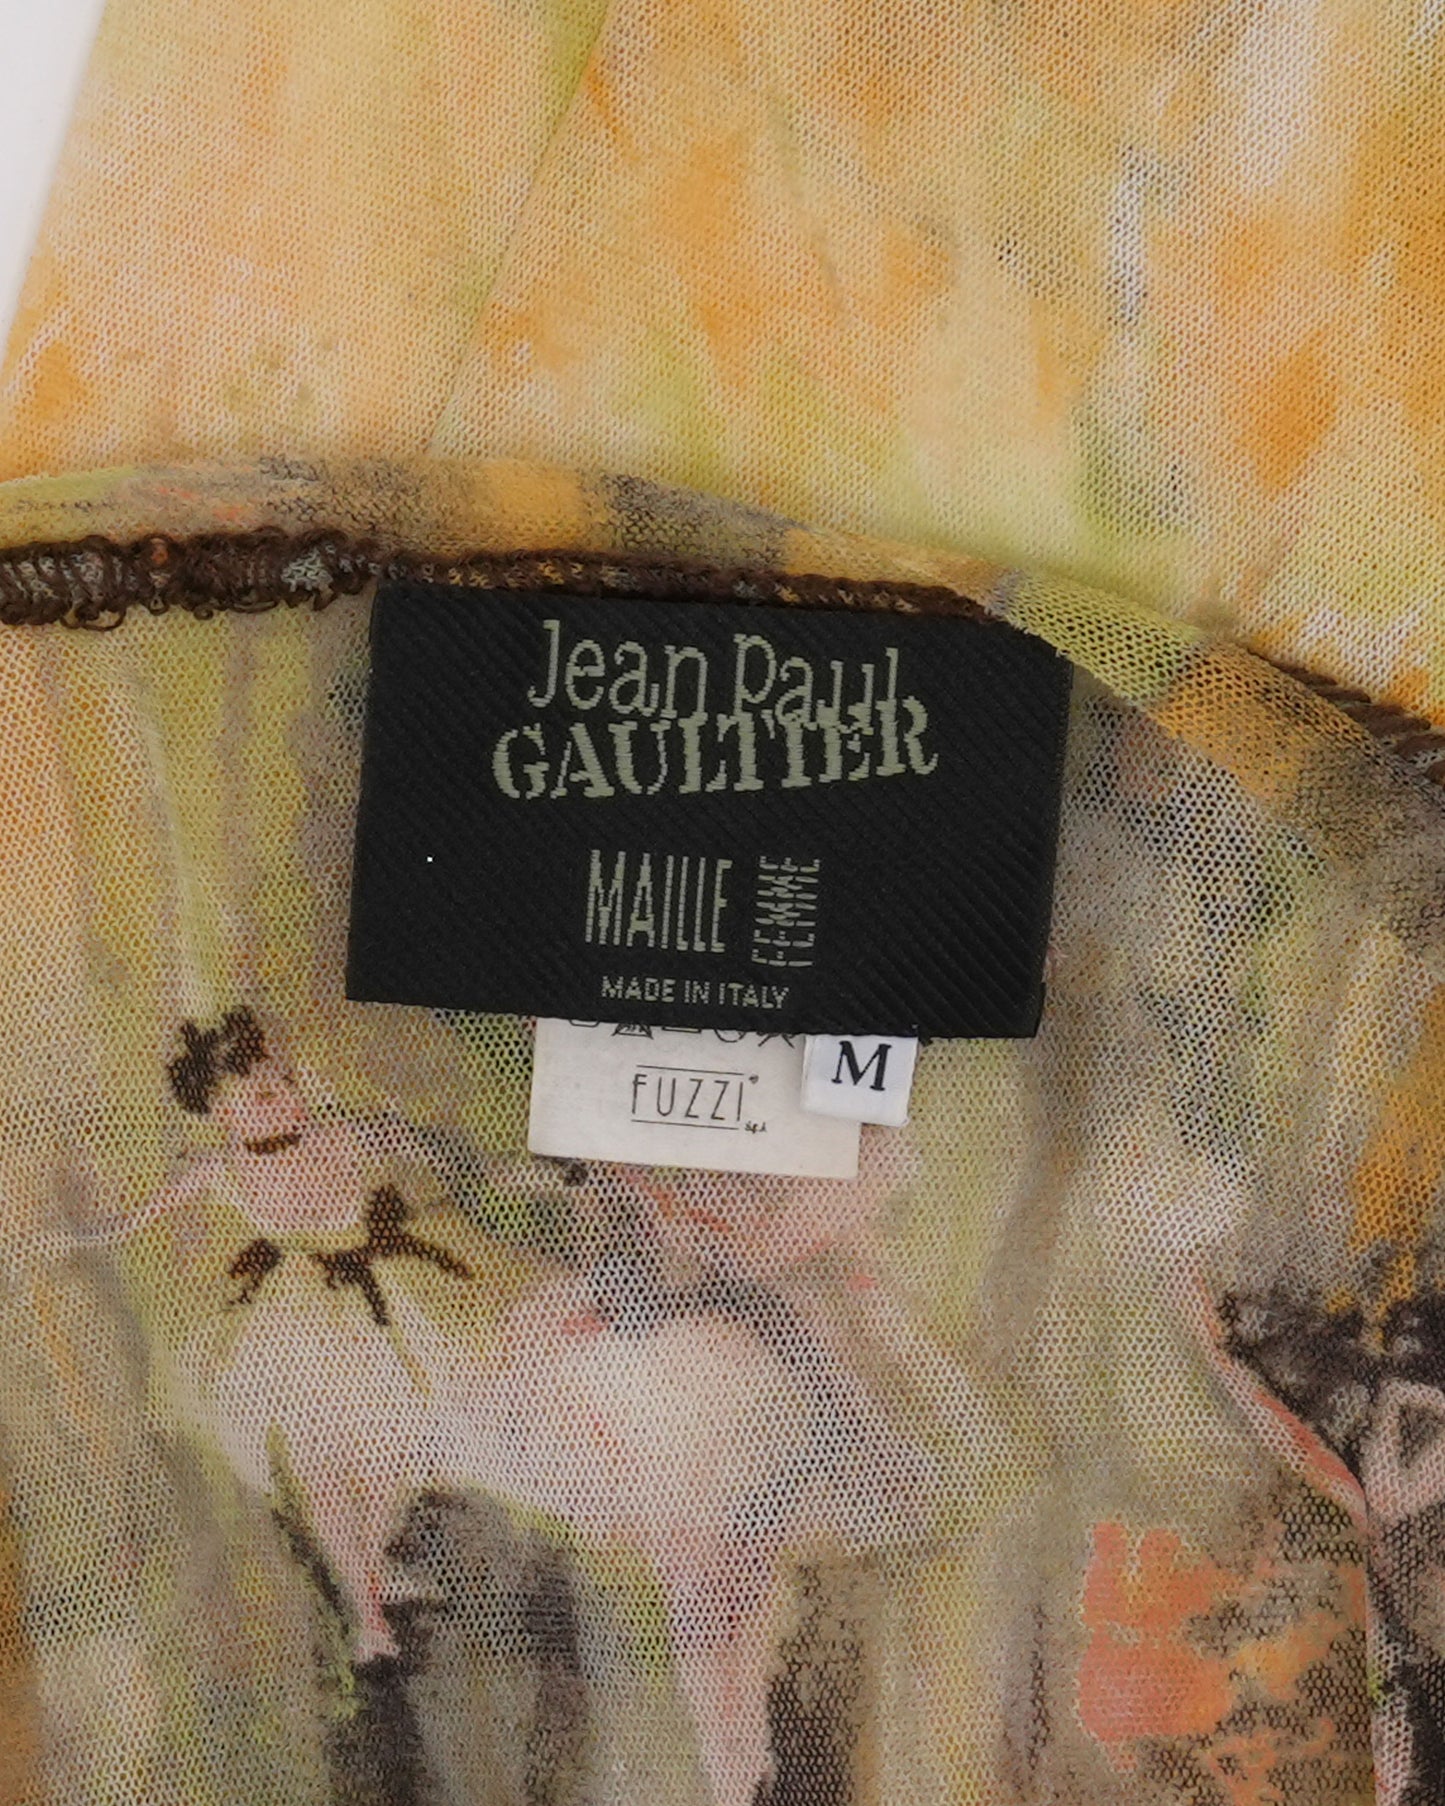 Jean Paul
GAULTIER
MAILLE FEMME
MADE IN ITALY
M
FUZZI
S.p.A